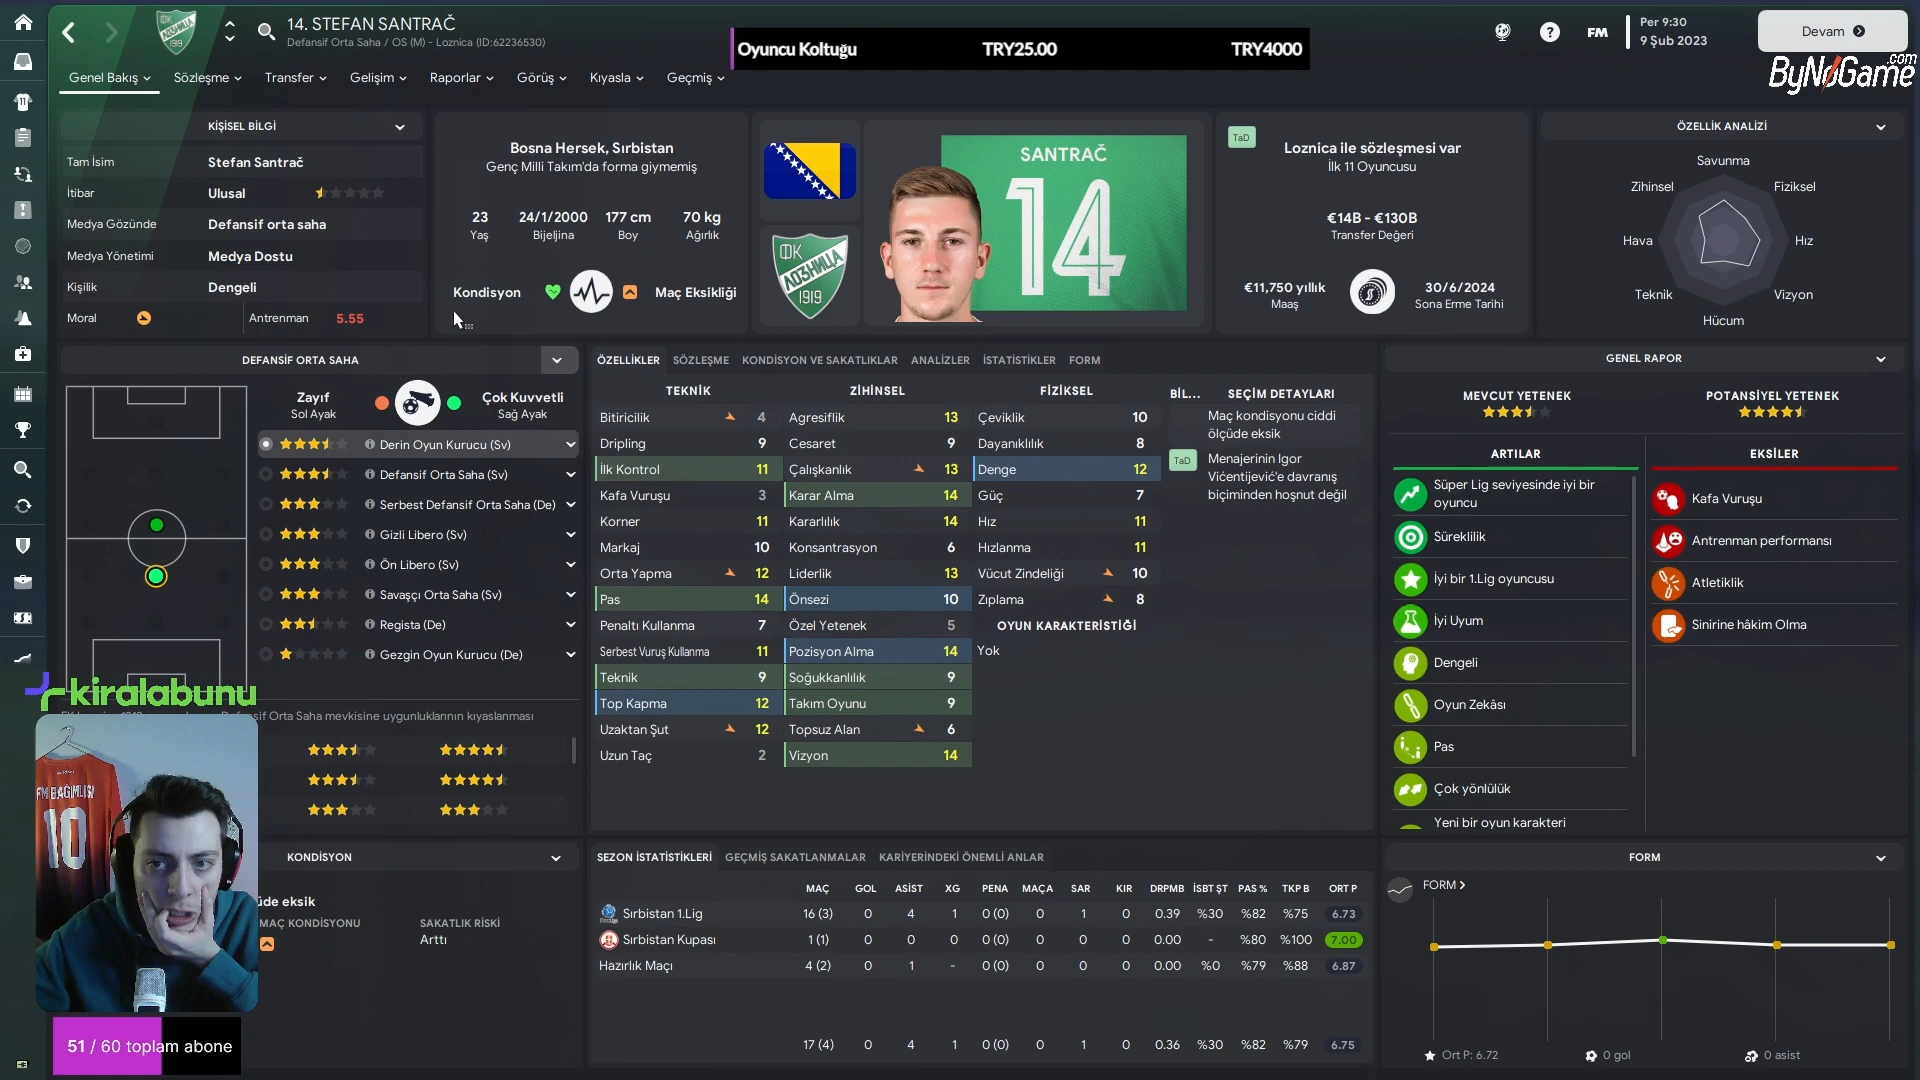 14. STEFAN SANTRAČ
Defansif Orta Saha / OS (M) - Loznica (ID:62236530)
Oyuncu Koltuğu TRY25.00 TRY4000
FM
Per 9:30
9 Şub 2023
Devam
ByNoGame.com
Genel Bakış Sözleşme Transfer Gelişim Raporlar Görüş Kıyasla Geçmiş
KİŞİSEL BİLGİ
Tam İsim Stefan Santrač
İtibar Ulusal
Medya Gözünde Defansif orta saha
Medya Yönetimi Medya Dostu
Kişilik Dengeli
Moral Antrenman 5.55
Bosna Hersek, Sırbistan
Genç Milli Takım'da forma giymemiş
23 24/1/2000 177 cm 70 kg
Yaş Bijeljina Boy Ağırlık
Kondisyon Maç Eksikliği
ФК
ЛОЗНИЦА
1919
SANTRAČ
14
TaD
Loznica ile sözleşmesi var
İlk 11 Oyuncusu
€14B - €130B
Transfer Değeri
€11,750 yıllık 30/6/2024
Maaş Sona Erme Tarihi
ÖZELLİK ANALİZİ
Savunma
Zihinsel Fiziksel
Hava Hız
Teknik Vizyon
Hücum
DEFANSİF ORTA SAHA
Zayıf Çok Kuvvetli
Sol Ayak Sağ Ayak
Derin Oyun Kurucu (Sv)
Defansif Orta Saha (Sv)
Serbest Defansif Orta Saha (De)
Gizli Libero (Sv)
Ön Libero (Sv)
Savaşçı Orta Saha (Sv)
Regista (De)
Gezgin Oyun Kurucu (De)
Orta Saha mevkisine uygunluklarının kıyaslanması
kiralabunu
FM BAĞIMLISI
10
KONDİSYON
üde eksik
MAÇ KONDİSYONU SAKATLIK RİSKİ
Arttı
51 / 60 toplam abone
ÖZELLİKLER SÖZLEŞME KONDİSYON VE SAKATLIKLAR ANALİZLER İSTATİSTİKLER FORM
TEKNİK ZİHİNSEL FİZİKSEL
Bitiricilik 4 Agresiflik 13 Çeviklik 10
Dripling 9 Cesaret 9 Dayanıklılık 8
İlk Kontrol 11 Çalışkanlık 13 Denge 12
Kafa Vuruşu 3 Karar Alma 14 Güç 7
Korner 11 Kararlılık 14 Hız 11
Markaj 10 Konsantrasyon 6 Hızlanma 11
Orta Yapma 12 Liderlik 13 Vücut Zindeliği 10
Pas 14 Önsezi 10 Zıplama 8
Penaltı Kullanma 7 Özel Yetenek 5 OYUN KARAKTERİSTİĞİ
Serbest Vuruş Kullanma 11 Pozisyon Alma 14 Yok
Teknik 9 Soğukkanlılık 9
Top Kapma 12 Takım Oyunu 9
Uzaktan Şut 12 Topsuz Alan 6
Uzun Taç 2 Vizyon 14
BİL... SEÇİM DETAYLARI
Maç kondisyonu ciddi
ölçüde eksik
TaD Menajerinin Igor
Vićentijević'e davranış
biçiminden hoşnut değil
GENEL RAPOR
MEVCUT YETENEK POTANSİYEL YETENEK
ARTILAR EKSİLER
Süper Lig seviyesinde iyi bir
oyuncu
Süreklilik
İyi bir 1.Lig oyuncusu
İyi Uyum
Dengeli
Oyun Zekâsı
Pas
Çok yönlülük
Yeni bir oyun karakteri
Kafa Vuruşu
Antrenman performansı
Atletiklik
Sinirine hâkim Olma
SEZON İSTATİSTİKLERİ GEÇMİŞ SAKATLANMALAR KARİYERİNDEKİ ÖNEMLİ ANLAR
MAÇ GOL ASİST XG PENA MAÇA SAR KIR DRPMB İSBT ŞT PAS % TKP B ORT P
Sırbistan 1.Lig 16 (3) 0 4 1 0 (0) 0 1 0 0.39 %30 %82 %75 6.73
Sırbistan Kupası 1 (1) 0 0 0 0 (0) 0 0 0 0.00 - %80 %100 7.00
Hazırlık Maçı 4 (2) 0 1 - 0 (0) 0 0 0 0.00 %0 %79 %88 6.87
17 (4) 0 4 1 0 (0) 0 1 0 0.36 %30 %82 %79 6.75
FORM
FORM
Ort P: 6.72 0 gol 0 asist